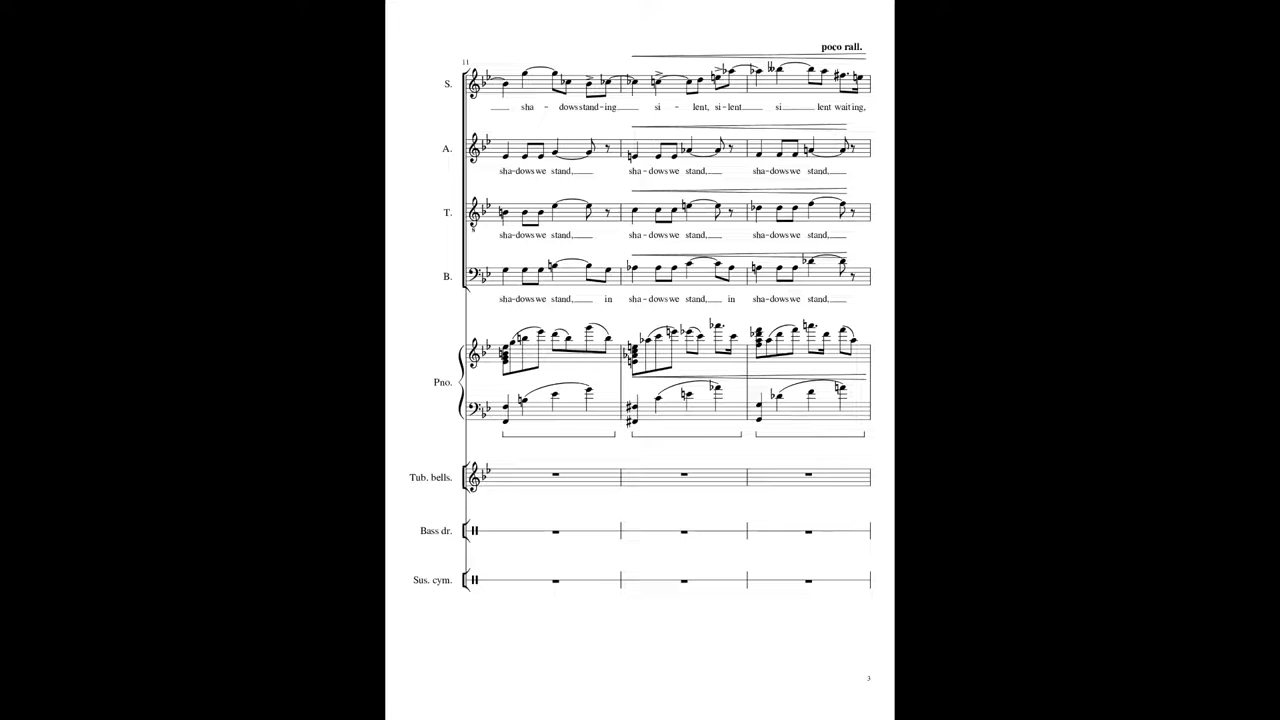 poco rall.
11
S.
sha - dows stand-ing si - lent, si-lent si lent waiting,
A.
sha-dows we stand, sha-dows we stand, sha-dows we stand,
T.
8
sha-dows we stand, sha-dows we stand, sha-dows we stand,
B.
sha-dows we stand, in sha-dows we stand, in sha-dows we stand,
Pno.
Tub. bells.
Bass dr.
Sus. cym.
3